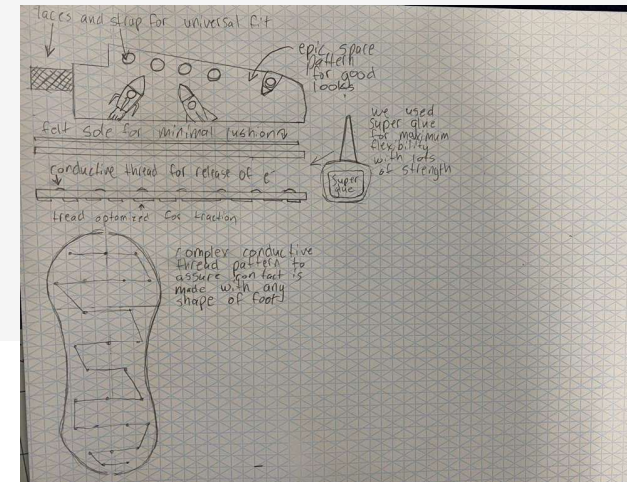 laces and strap for universal fit
epic space
pattern
for good
looks
felt sole for minimal cushion
we used
super glue
for maximum
flexibility
with lots
of strength
super
glue
conductive thread for release of e⁻
tread optomized for traction
complex conductive
thread pattern to
assure contact is
made with any
shape of foot